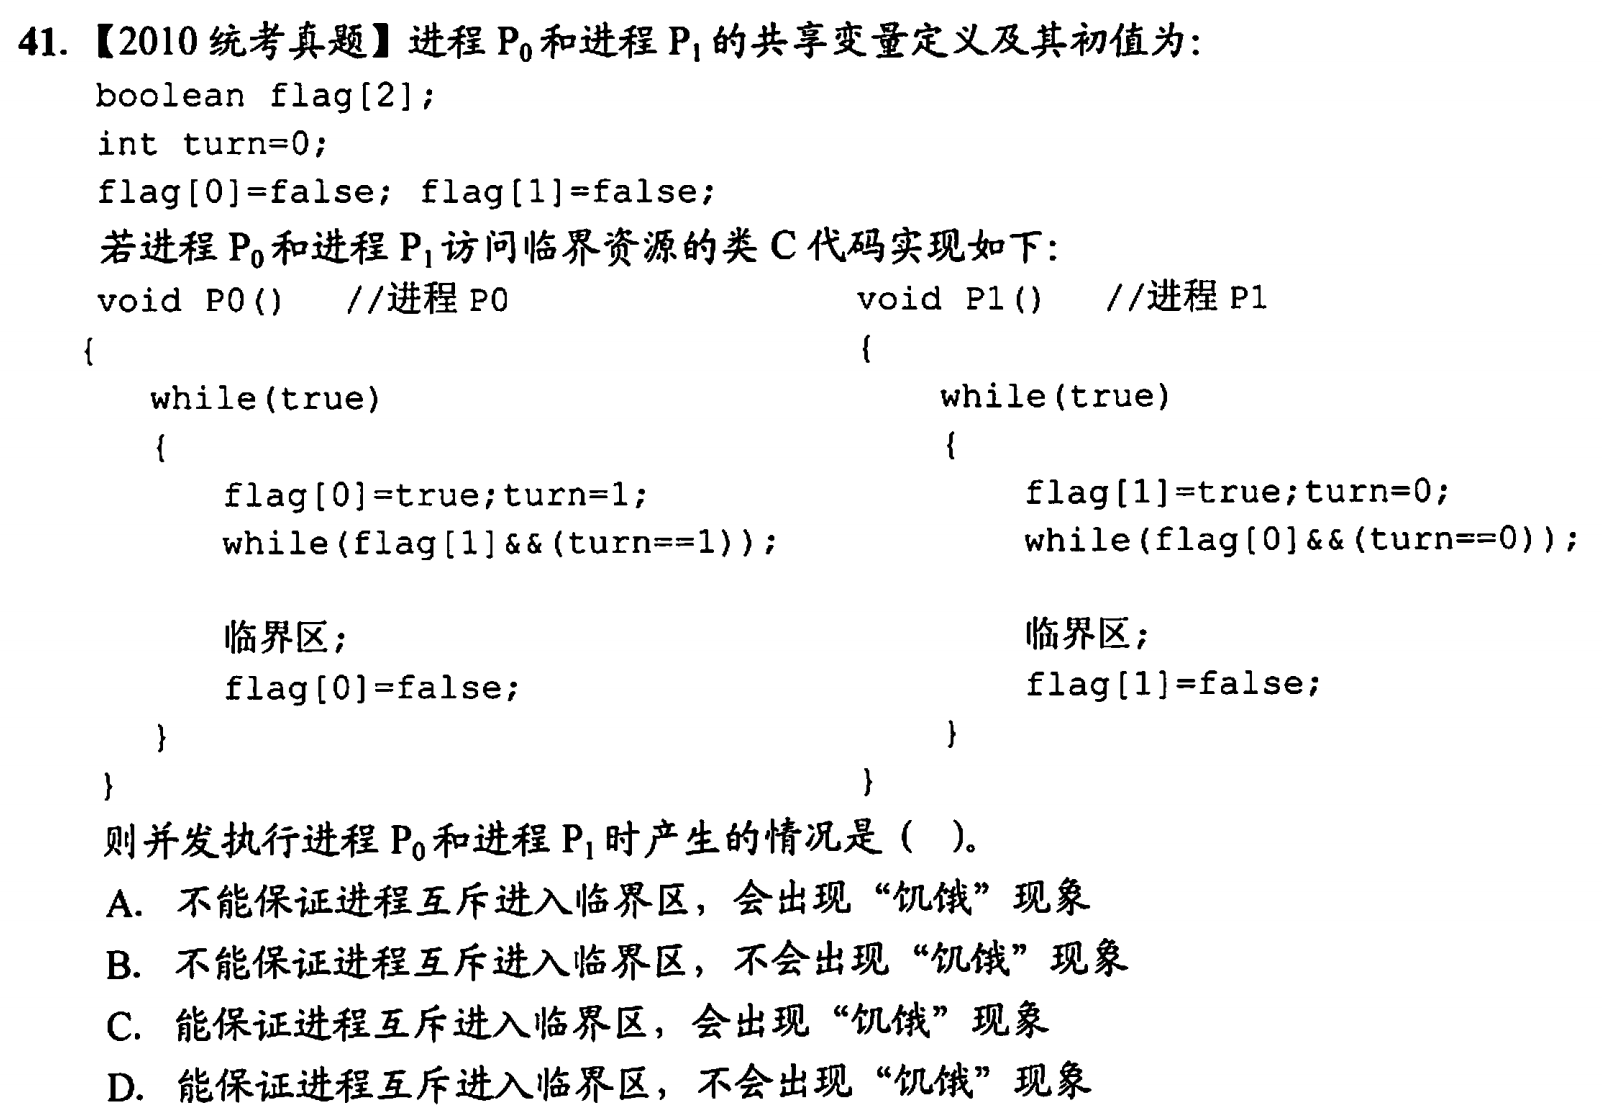 41.【2010 统考真题】进程 P0 和进程 P1 的共享变量定义及其初值为:
boolean flag[2];
int turn=0;
flag[0]=false; flag[1]=false;
若进程 P0 和进程 P1 访问临界资源的类 C 代码实现如下:
void P0() //进程 P0 void P1() //进程 P1
{ {
while(true) while(true)
{ {
flag[0]=true;turn=1; flag[1]=true;turn=0;
while(flag[1]&&(turn==1)); while(flag[0]&&(turn==0));
临界区; 临界区;
flag[0]=false; flag[1]=false;
} }
} }
则并发执行进程 P0 和进程 P1 时产生的情况是 ( )。
A. 不能保证进程互斥进入临界区，会出现“饥饿”现象
B. 不能保证进程互斥进入临界区，不会出现“饥饿”现象
C. 能保证进程互斥进入临界区，会出现“饥饿”现象
D. 能保证进程互斥进入临界区，不会出现“饥饿”现象